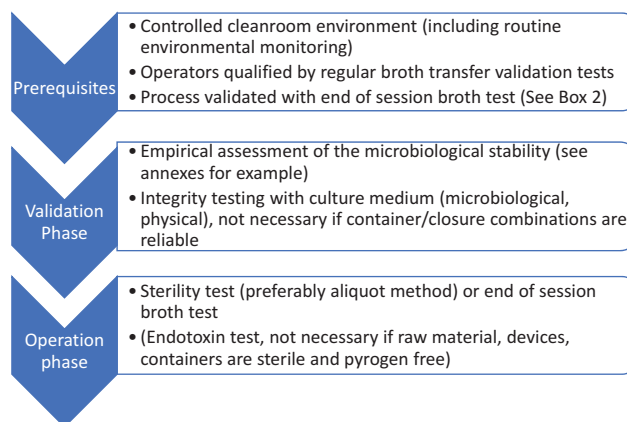 Prerequisites
• Controlled cleanroom environment (including routine
environmental monitoring)
• Operators qualified by regular broth transfer validation tests
• Process validated with end of session broth test (See Box 2)
Validation
Phase
• Empirical assessment of the microbiological stability (see
annexes for example)
• Integrity testing with culture medium (microbiological,
physical), not necessary if container/closure combinations are
reliable
Operation
phase
• Sterility test (preferably aliquot method) or end of session
broth test
• (Endotoxin test, not necessary if raw material, devices,
containers are sterile and pyrogen free)